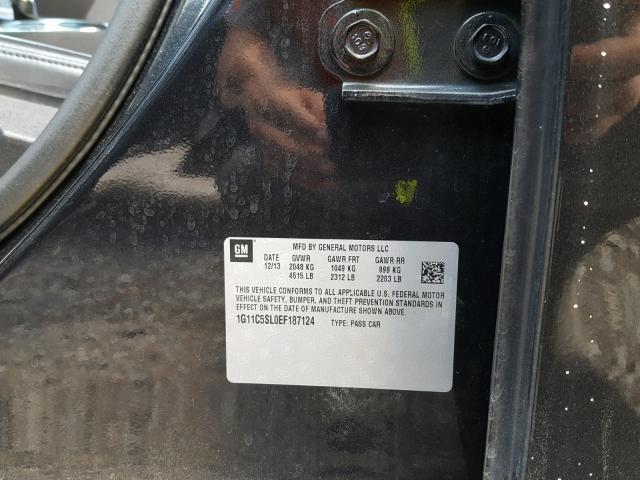 GM
MFD BY GENERAL MOTORS LLC
DATE GVWR GAWR FRT GAWR RR
12/13 2048 KG 1049 KG 999 KG
4515 LB 2312 LB 2203 LB
THIS VEHICLE CONFORMS TO ALL APPLICABLE U.S. FEDERAL MOTOR
VEHICLE SAFETY, BUMPER, AND THEFT PREVENTION STANDARDS IN
EFFECT ON THE DATE OF MANUFACTURE SHOWN ABOVE.
1G11C5SL0EF187124 TYPE: PASS CAR